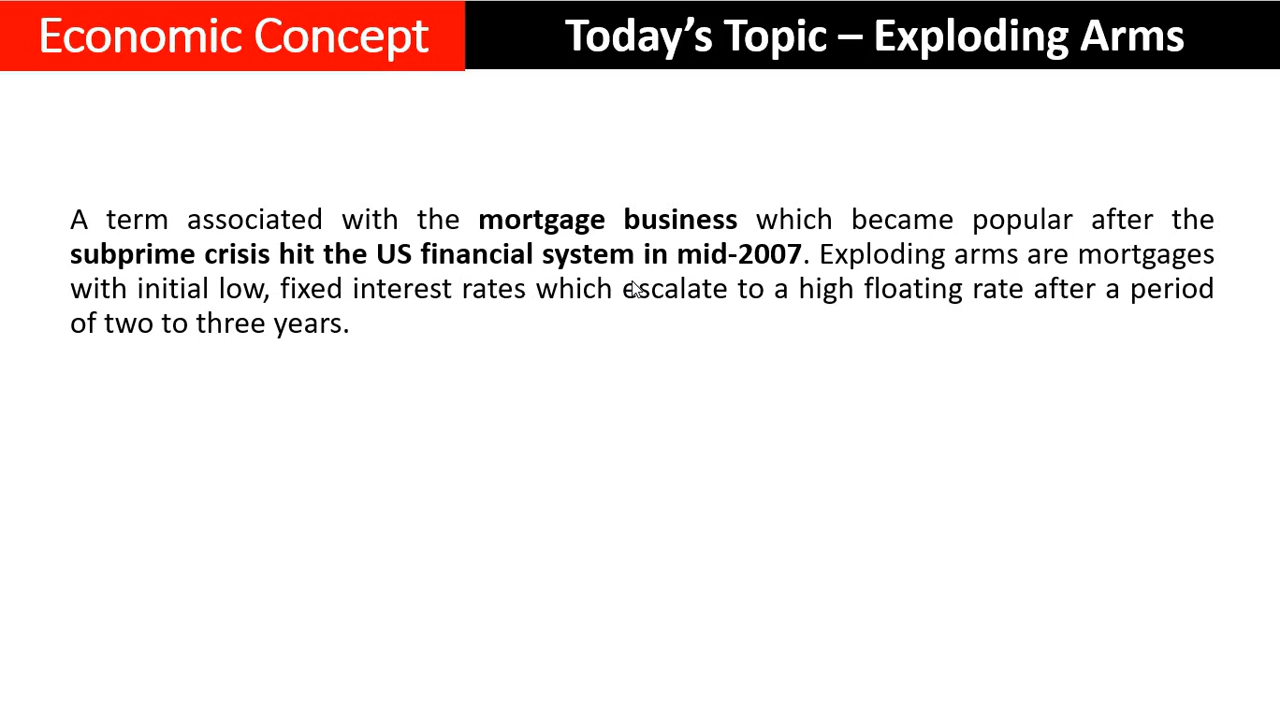 Economic Concept
Today’s Topic – Exploding Arms
A term associated with the mortgage business which became popular after the
subprime crisis hit the US financial system in mid-2007. Exploding arms are mortgages
with initial low, fixed interest rates which escalate to a high floating rate after a period
of two to three years.